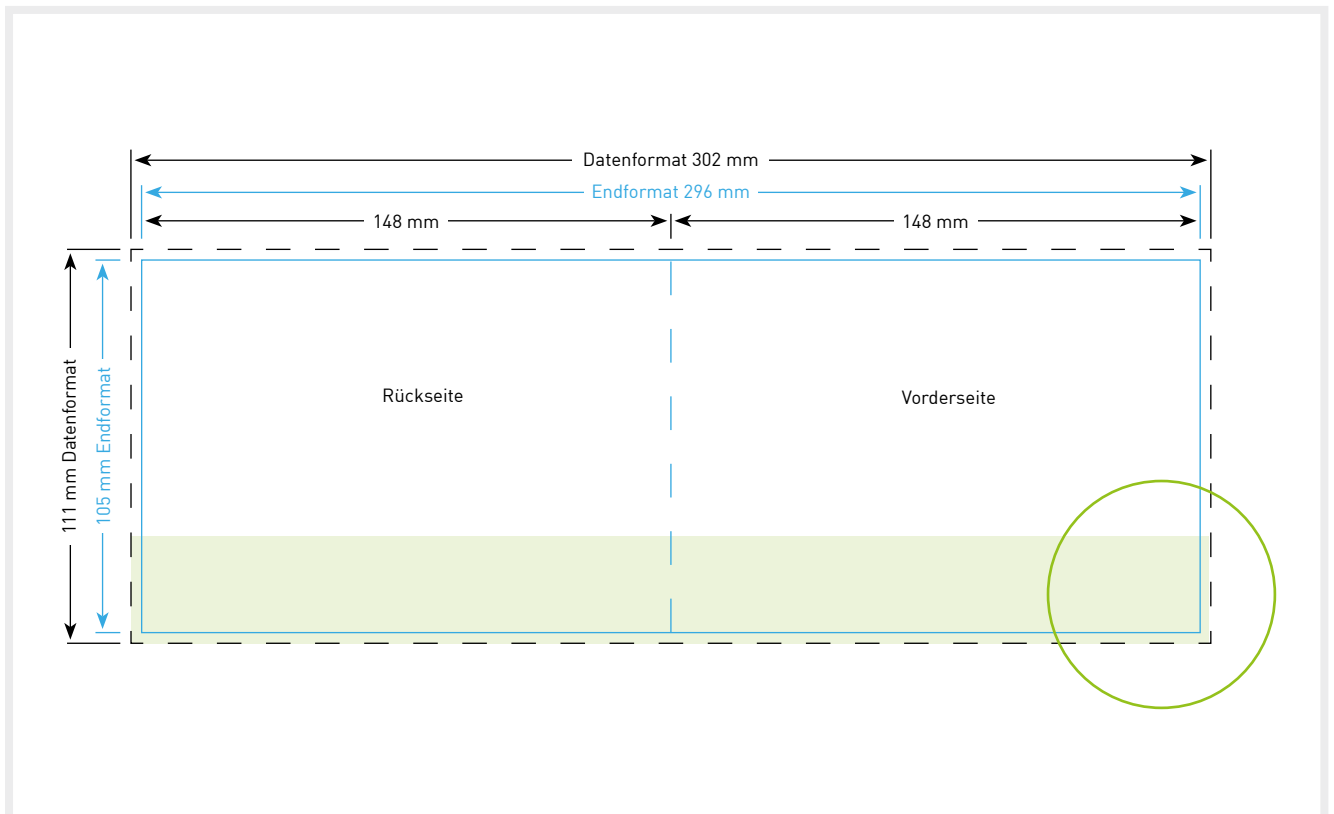 Datenformat 302 mm
Endformat 296 mm
148 mm
148 mm
111 mm Datenformat
105 mm Endformat
Rückseite
Vorderseite